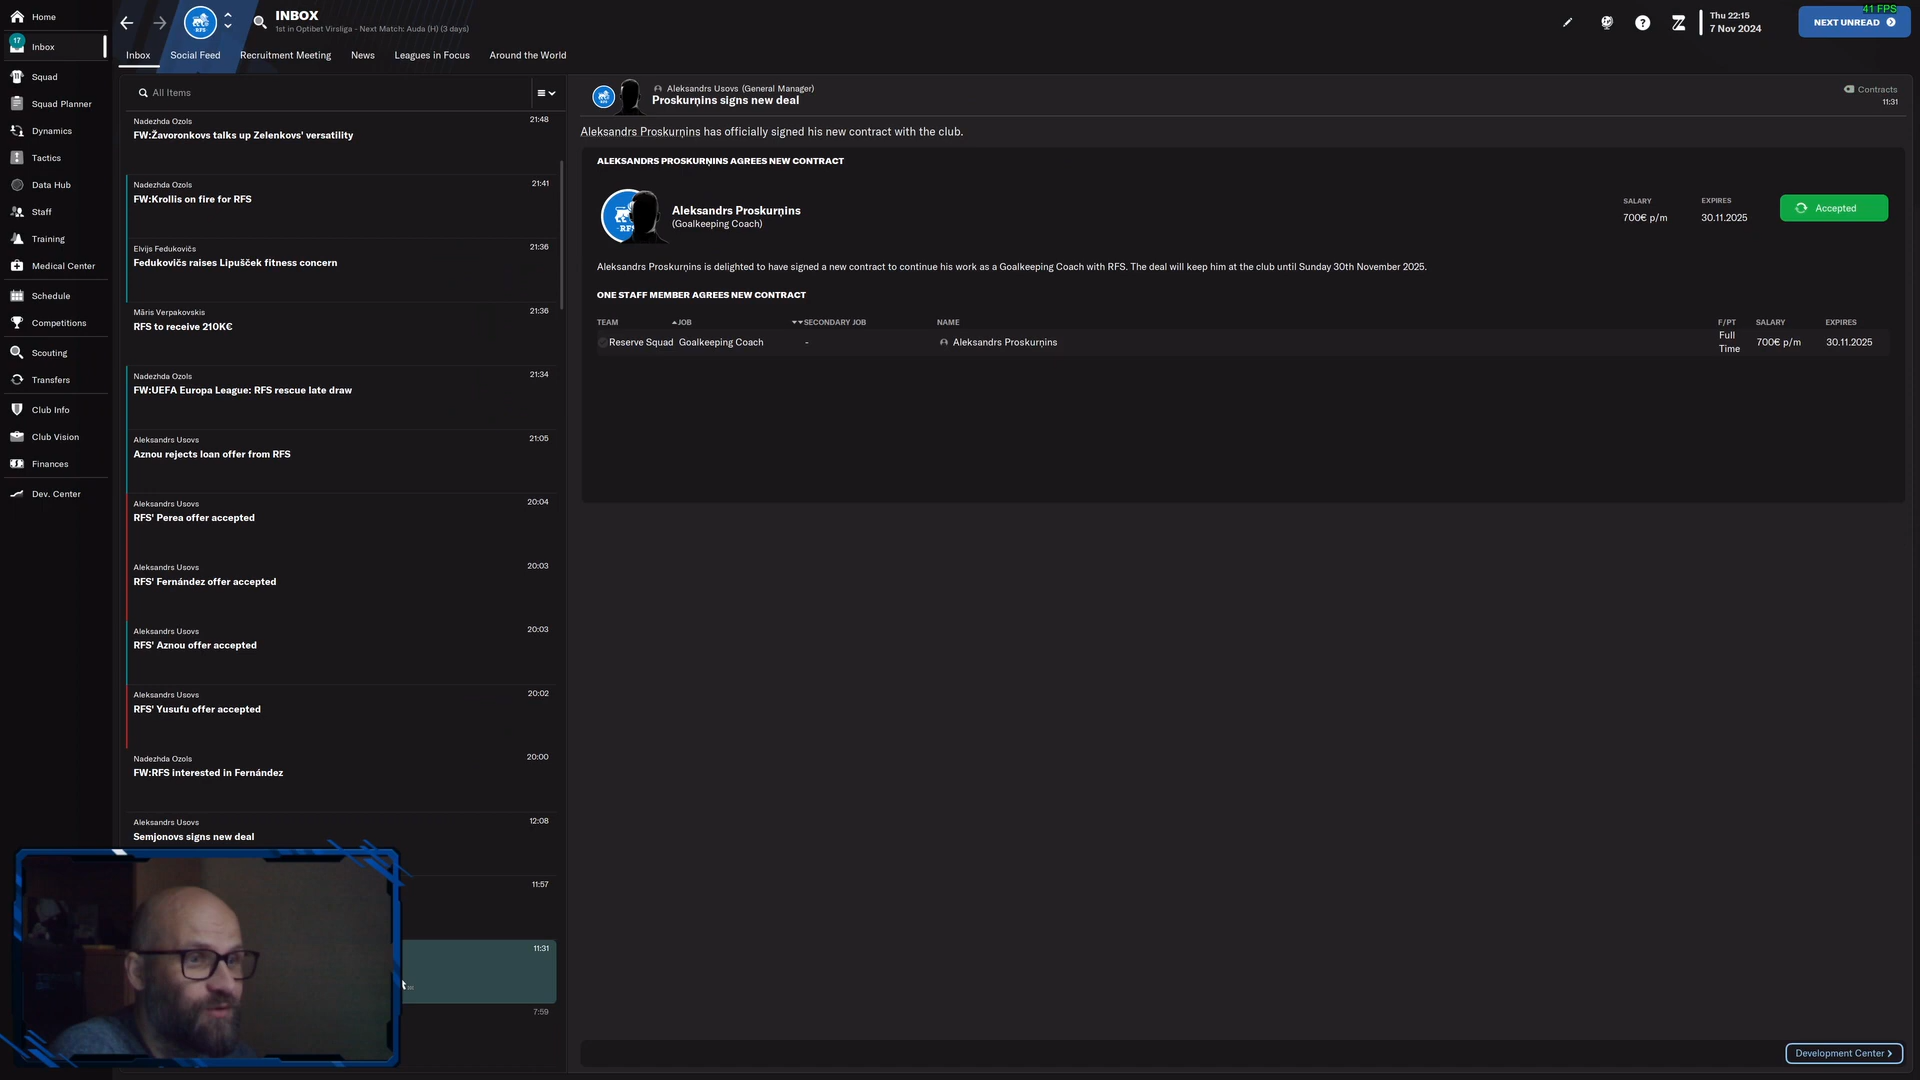 Home
17
Inbox
Squad
Squad Planner
Dynamics
Tactics
Data Hub
Staff
Training
Medical Center
Schedule
Competitions
Scouting
Transfers
Club Info
Club Vision
Finances
Dev. Center
RFS
INBOX
1st in Optibet Virsliga - Next Match: Auda (H) (3 days)
Inbox
Social Feed
Recruitment Meeting
News
Leagues in Focus
Around the World
41 FPS
Thu 22:15
7 Nov 2024
NEXT UNREAD
All Items
Nadezhda Ozols 21:48
FW:Žavoronkovs talks up Zelenkovs' versatility
Nadezhda Ozols 21:41
FW:Krollis on fire for RFS
Elvijs Fedukovičs 21:36
Fedukovičs raises Lipušček fitness concern
Māris Verpakovskis 21:36
RFS to receive 210K€
Nadezhda Ozols 21:34
FW:UEFA Europa League: RFS rescue late draw
Aleksandrs Usovs 21:05
Aznou rejects loan offer from RFS
Aleksandrs Usovs 20:04
RFS' Perea offer accepted
Aleksandrs Usovs 20:03
RFS' Fernández offer accepted
Aleksandrs Usovs 20:03
RFS' Aznou offer accepted
Aleksandrs Usovs 20:02
RFS' Yusufu offer accepted
Nadezhda Ozols 20:00
FW:RFS interested in Fernández
Aleksandrs Usovs 12:08
Semjonovs signs new deal
11:57
11:31
7:59
Aleksandrs Usovs (General Manager)
Proskurņins signs new deal
Contracts
11:31
Aleksandrs Proskurņins has officially signed his new contract with the club.
ALEKSANDRS PROSKURŅINS AGREES NEW CONTRACT
Aleksandrs Proskurņins
(Goalkeeping Coach)
SALARY
700€ p/m
EXPIRES
30.11.2025
Accepted
Aleksandrs Proskurņins is delighted to have signed a new contract to continue his work as a Goalkeeping Coach with RFS. The deal will keep him at the club until Sunday 30th November 2025.
ONE STAFF MEMBER AGREES NEW CONTRACT
TEAM JOB SECONDARY JOB NAME F/PT SALARY EXPIRES
Reserve Squad Goalkeeping Coach - Aleksandrs Proskurņins Full Time 700€ p/m 30.11.2025
Development Center